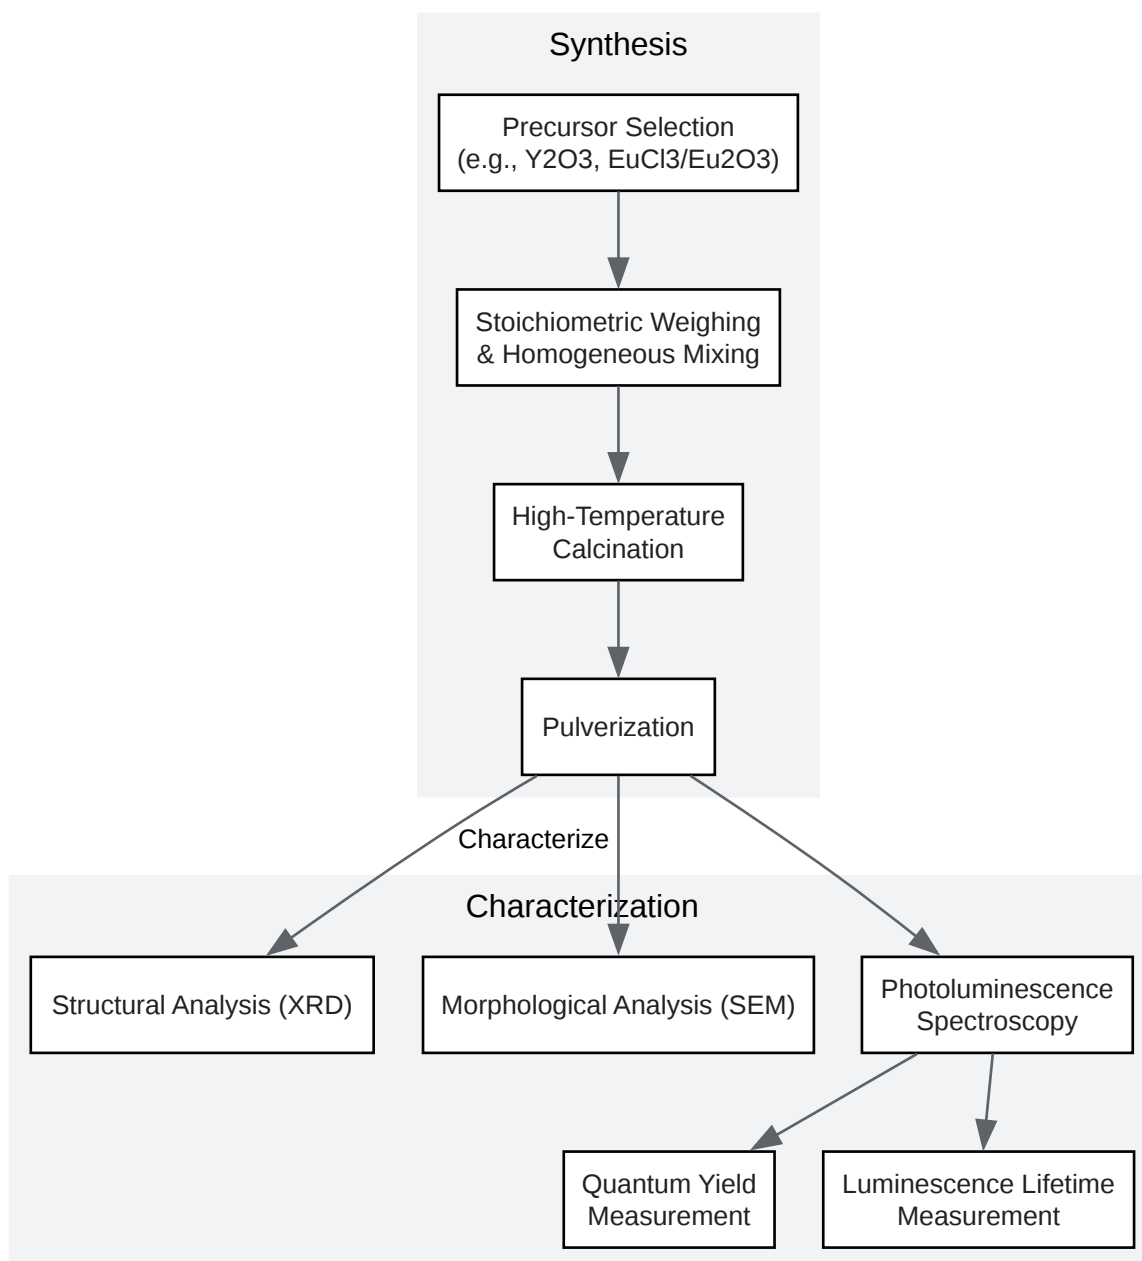 Synthesis
Precursor Selection
(e.g., Y2O3, EuCl3/Eu2O3)
Stoichiometric Weighing
& Homogeneous Mixing
High-Temperature
Calcination
Pulverization
Characterize
Characterization
Structural Analysis (XRD)
Morphological Analysis (SEM)
Photoluminescence
Spectroscopy
Quantum Yield
Measurement
Luminescence Lifetime
Measurement